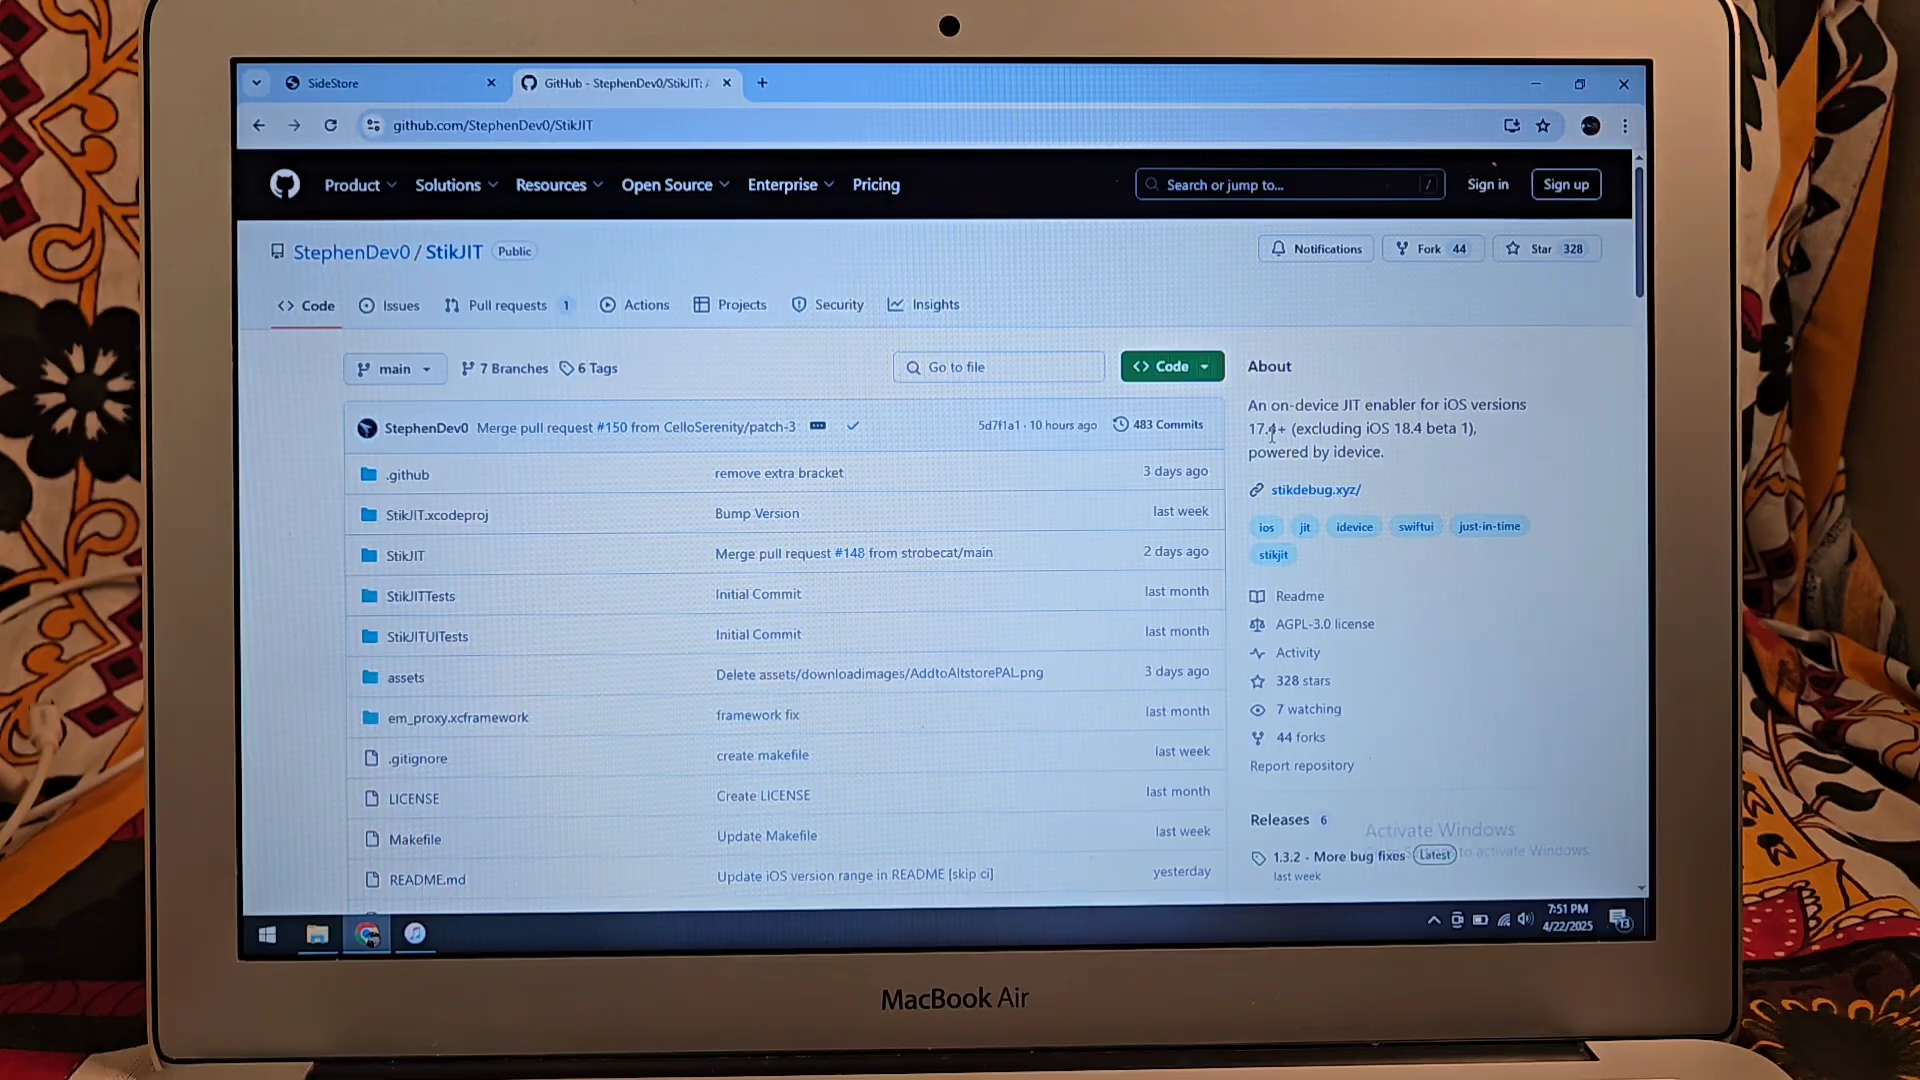 SideStore
GitHub - StephenDev0/StikJIT: A
github.com/StephenDev0/StikJIT
Product Solutions Resources Open Source Enterprise Pricing Search or jump to... / Sign in Sign up
StephenDev0 / StikJIT Public Notifications Fork 44 Star 328
Code Issues Pull requests 1 Actions Projects Security Insights
main 7 Branches 6 Tags Go to file Code
StephenDev0 Merge pull request #150 from CelloSerenity/patch-3 5d7f1a1 · 10 hours ago 483 Commits
.github remove extra bracket 3 days ago
StikJIT.xcodeproj Bump Version last week
StikJIT Merge pull request #148 from strobecat/main 2 days ago
StikJITTests Initial Commit last month
StikJITUITests Initial Commit last month
assets Delete assets/downloadimages/AddtoAltstorePAL.png 3 days ago
em_proxy.xcframework framework fix last month
.gitignore create makefile last week
LICENSE Create LICENSE last month
Makefile Update Makefile last week
README.md Update iOS version range in README [skip ci] yesterday
About
An on-device JIT enabler for iOS versions
17.4+ (excluding iOS 18.4 beta 1),
powered by idevice.
stikdebug.xyz/
ios jit idevice swiftui just-in-time
stikjit
Readme
AGPL-3.0 license
Activity
328 stars
7 watching
44 forks
Report repository
Releases 6
Activate Windows
1.3.2 - More bug fixes Latest to activate Windows.
last week
7:51 PM
4/22/2025
13
MacBook Air